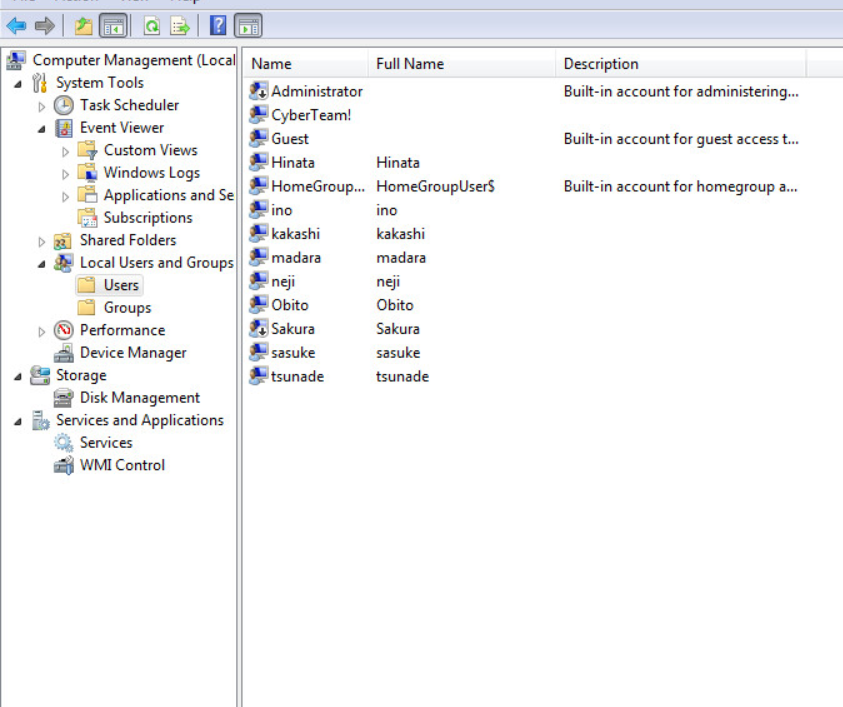 Computer Management (Local
System Tools
Task Scheduler
Event Viewer
Custom Views
Windows Logs
Applications and Se
Subscriptions
Shared Folders
Local Users and Groups
Users
Groups
Performance
Device Manager
Storage
Disk Management
Services and Applications
Services
WMI Control
Name Full Name Description
Administrator Built-in account for administering...
CyberTeam!
Guest Built-in account for guest access t...
Hinata Hinata
HomeGroup... HomeGroupUser$ Built-in account for homegroup a...
ino ino
kakashi kakashi
madara madara
neji neji
Obito Obito
Sakura Sakura
sasuke sasuke
tsunade tsunade